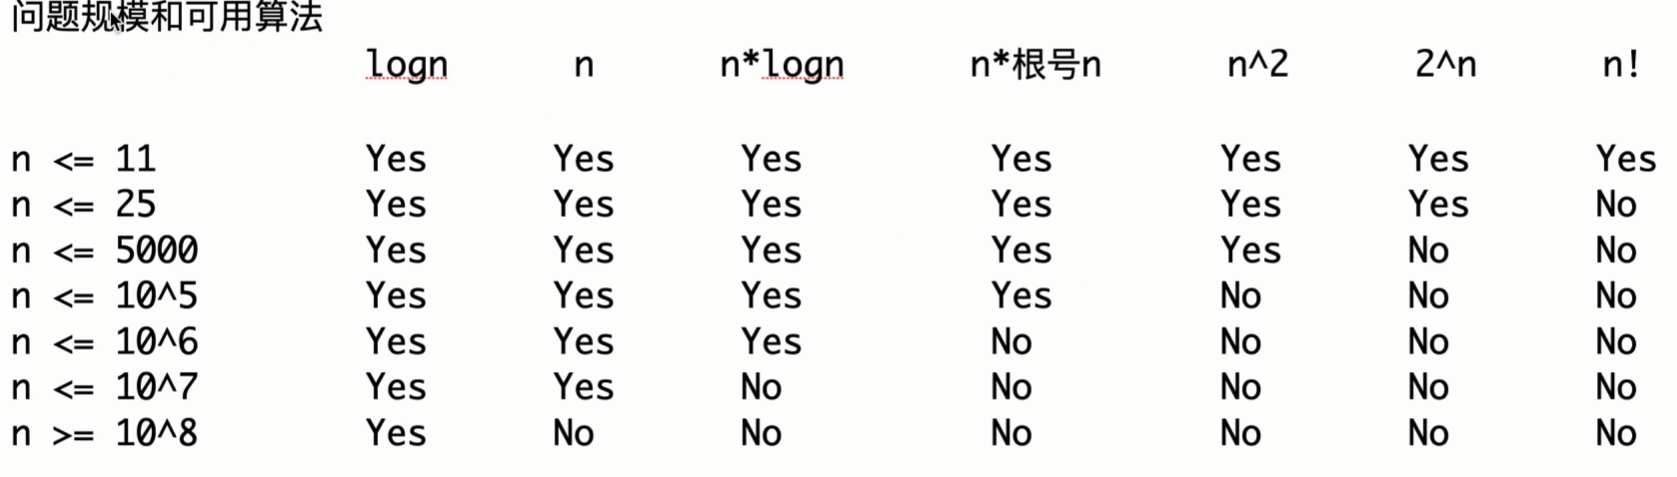 问题规模和可用算法
logn n n*logn n*根号n n^2 2^n n!
n <= 11 Yes Yes Yes Yes Yes Yes Yes
n <= 25 Yes Yes Yes Yes Yes Yes No
n <= 5000 Yes Yes Yes Yes Yes No No
n <= 10^5 Yes Yes Yes Yes No No No
n <= 10^6 Yes Yes Yes No No No No
n <= 10^7 Yes Yes No No No No No
n >= 10^8 Yes No No No No No No